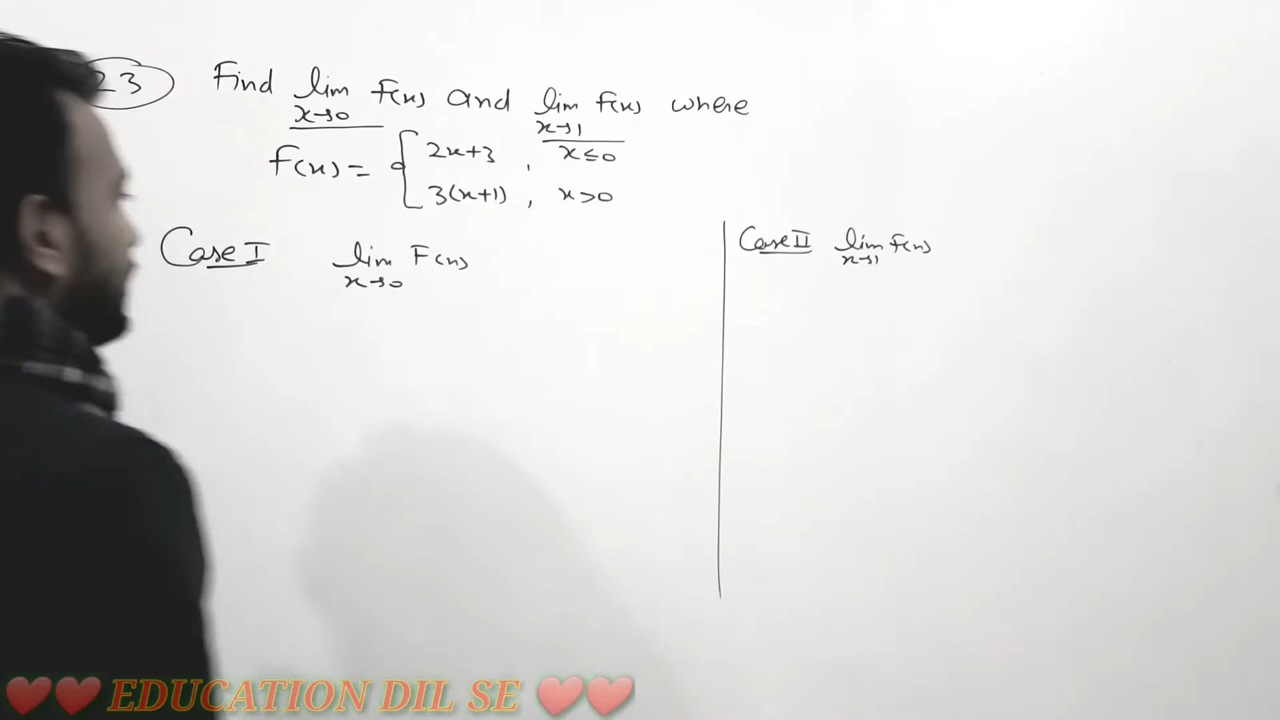 23 Find lim x→0 f(x) and lim x→1 f(x) where
f(x) = { 2x+3 , x≤0
3(x+1) , x>0
Case I lim x→0 F(x)
Case II lim x→1 f(x)
❤️❤️ EDUCATION DIL SE ❤️❤️